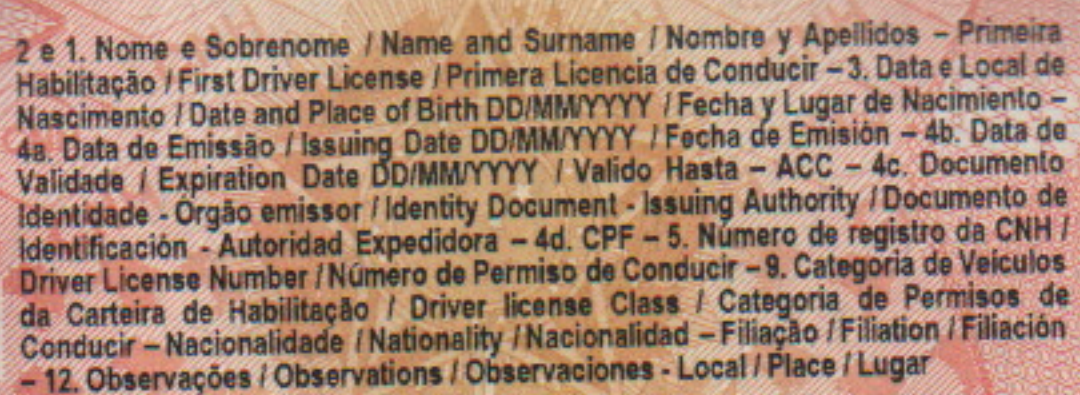 2 e 1. Nome e Sobrenome / Name and Surname / Nombre y Apellidos – Primeira
Habilitação / First Driver License / Primera Licencia de Conducir – 3. Data e Local de
Nascimento / Date and Place of Birth DD/MM/YYYY / Fecha y Lugar de Nacimiento –
4a. Data de Emissão / Issuing Date DD/MM/YYYY / Fecha de Emisión – 4b. Data de
Validade / Expiration Date DD/MM/YYYY / Valido Hasta – ACC – 4c. Documento
Identidade - Órgão emissor / Identity Document - Issuing Authority / Documento de
Identificación - Autoridad Expedidora – 4d. CPF – 5. Número de registro da CNH /
Driver License Number / Número de Permiso de Conducir – 9. Categoria de Veiculos
da Carteira de Habilitação / Driver license Class / Categoria de Permisos de
Conducir – Nacionalidade / Nationality / Nacionalidad – Filiação / Filiation / Filiación
– 12. Observações / Observations / Observaciones - Local / Place / Lugar